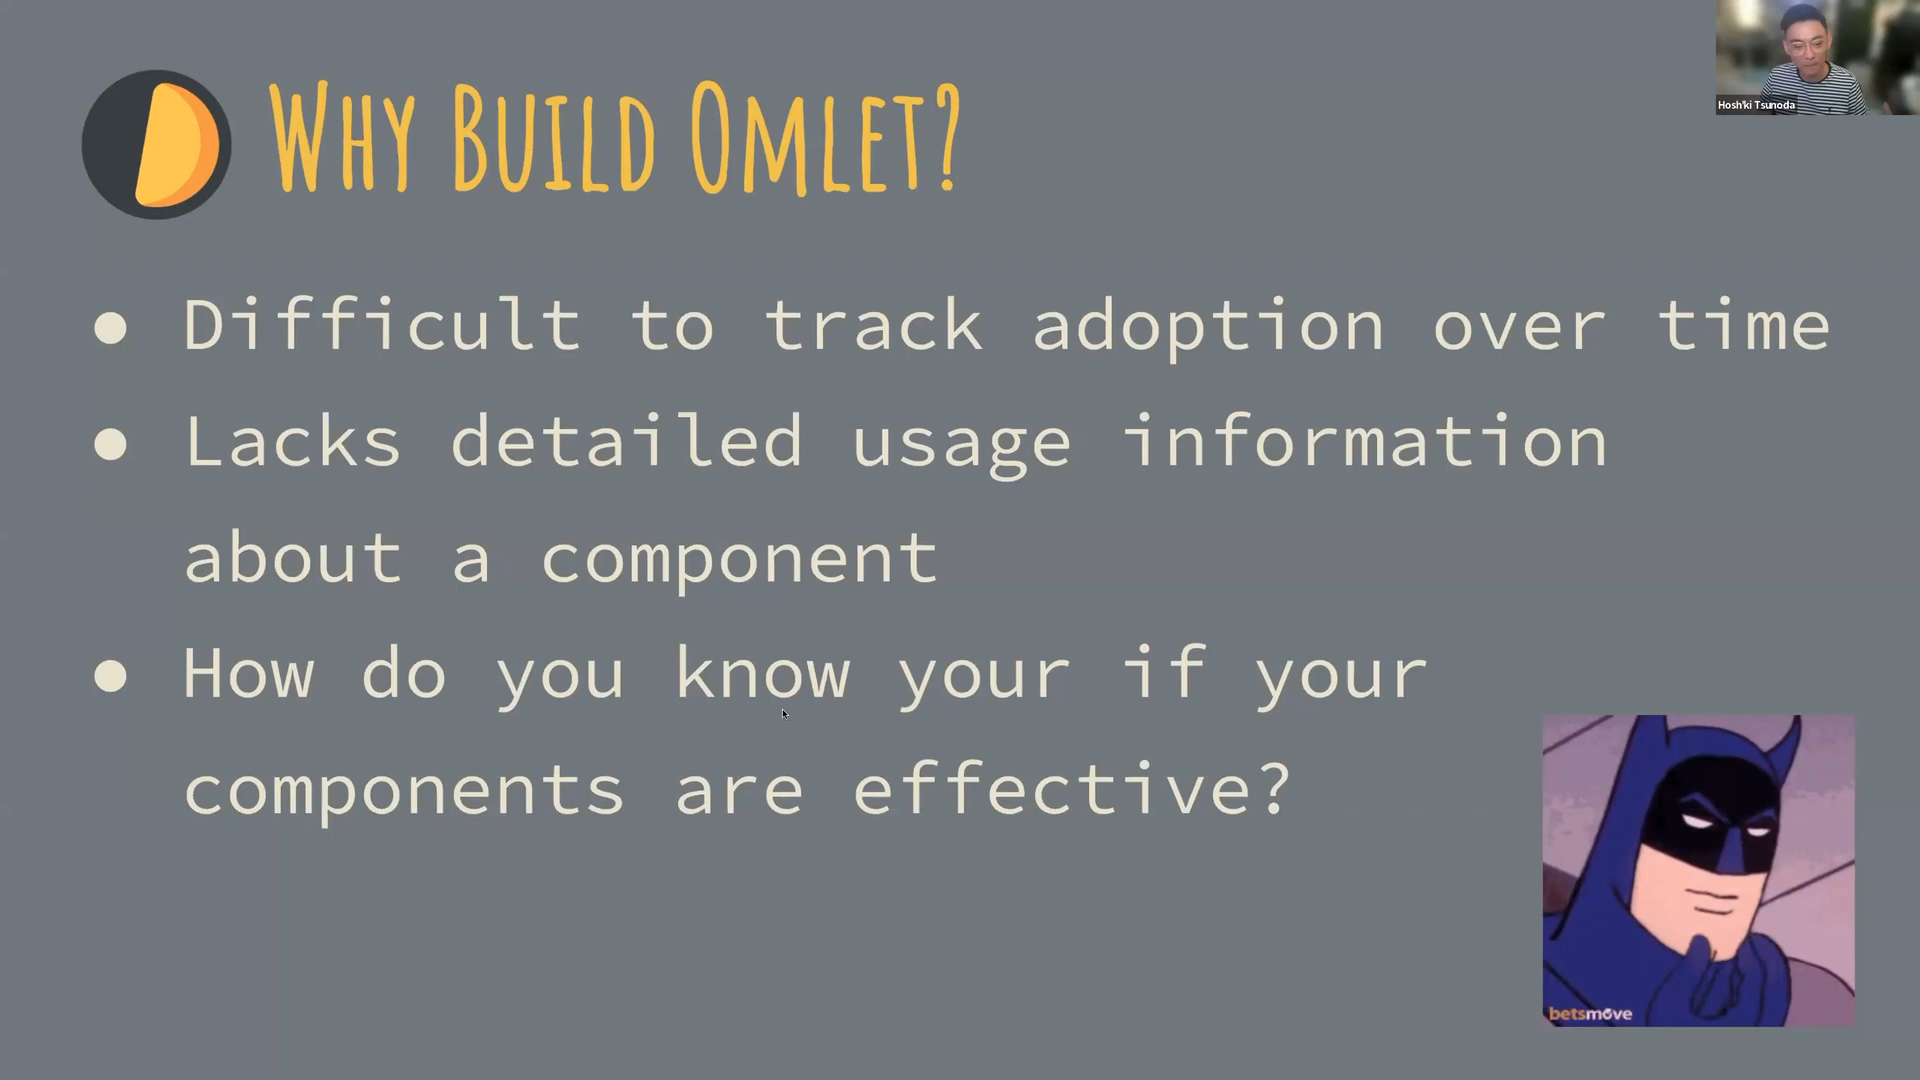 Why Build Omlet?
Hosh'ki Tsunoda
● Difficult to track adoption over time
● Lacks detailed usage information
about a component
● How do you know your if your
components are effective?
betsmove